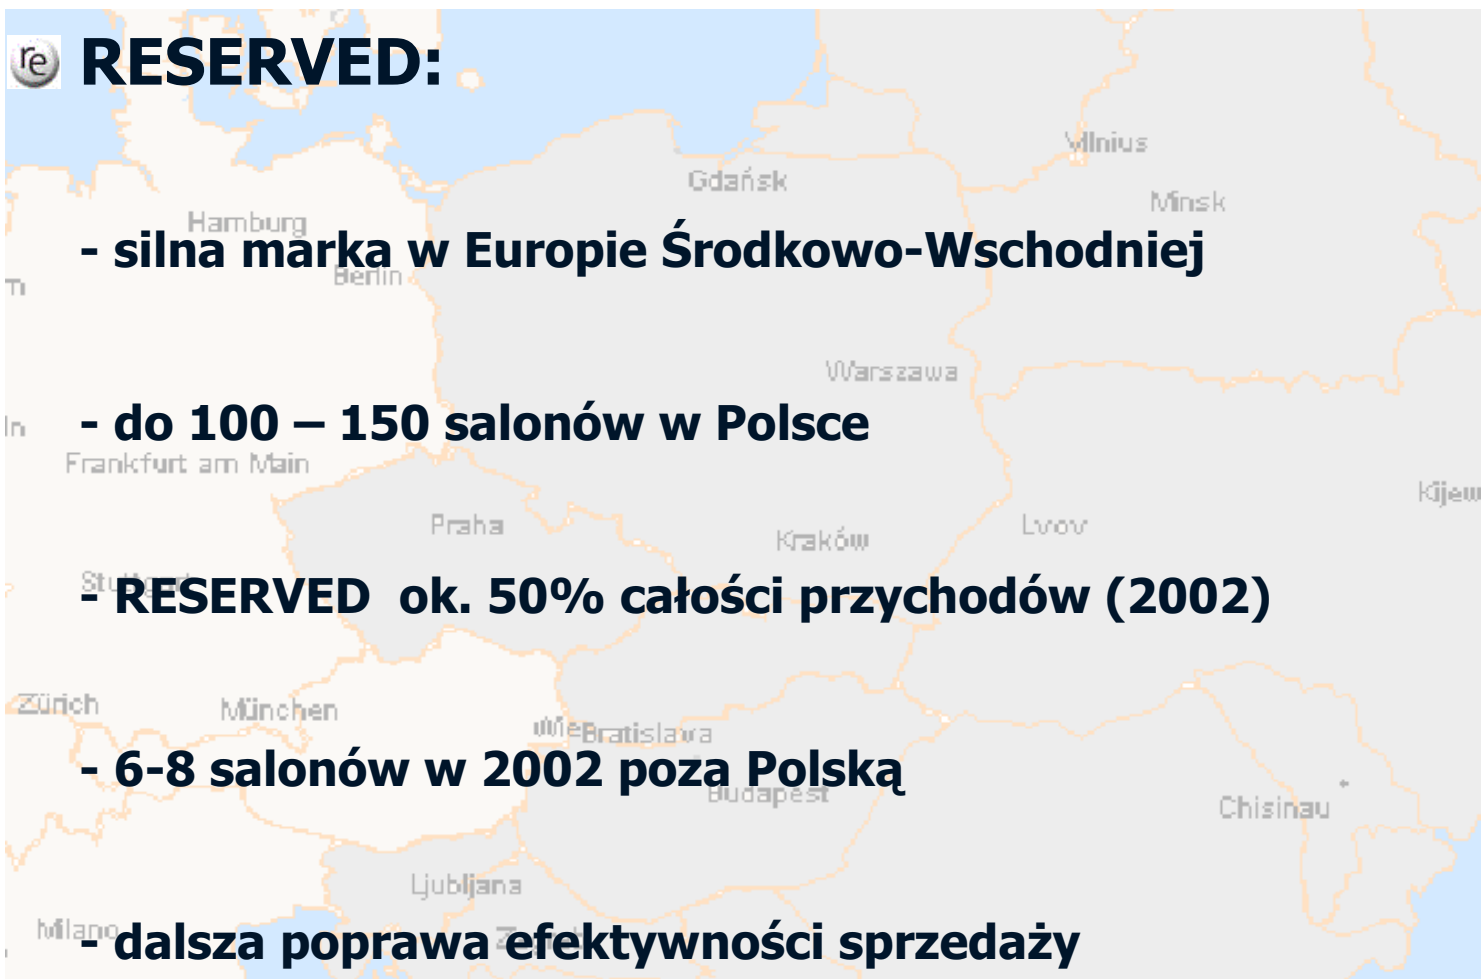 re RESERVED:
Vilnius
Gdańsk
Minsk
Hamburg
- silna marka w Europie Środkowo-Wschodniej
Berlin
Warszawa
- do 100 – 150 salonów w Polsce
Frankfurt am Main
Kijew
Praha
Kraków
Lvov
Stuttgart
- RESERVED ok. 50% całości przychodów (2002)
Zürich
München
Bratislava
- 6-8 salonów w 2002 poza Polską
Budapest
Chisinau
Ljubljana
Milano
- dalsza poprawa efektywności sprzedaży